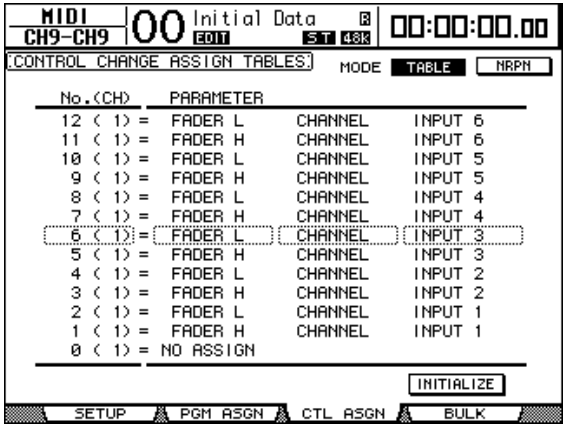 MIDI
CH9-CH9
00 Initial Data R
EDIT ST 48k
00:00:00.00
CONTROL CHANGE ASSIGN TABLES
MODE TABLE NRPN
No.(CH) PARAMETER
12 ( 1) = FADER L CHANNEL INPUT 6
11 ( 1) = FADER H CHANNEL INPUT 6
10 ( 1) = FADER L CHANNEL INPUT 5
9 ( 1) = FADER H CHANNEL INPUT 5
8 ( 1) = FADER L CHANNEL INPUT 4
7 ( 1) = FADER H CHANNEL INPUT 4
6 ( 1) = FADER L CHANNEL INPUT 3
5 ( 1) = FADER H CHANNEL INPUT 3
4 ( 1) = FADER L CHANNEL INPUT 2
3 ( 1) = FADER H CHANNEL INPUT 2
2 ( 1) = FADER L CHANNEL INPUT 1
1 ( 1) = FADER H CHANNEL INPUT 1
0 ( 1) = NO ASSIGN
INITIALIZE
SETUP PGM ASGN CTL ASGN BULK